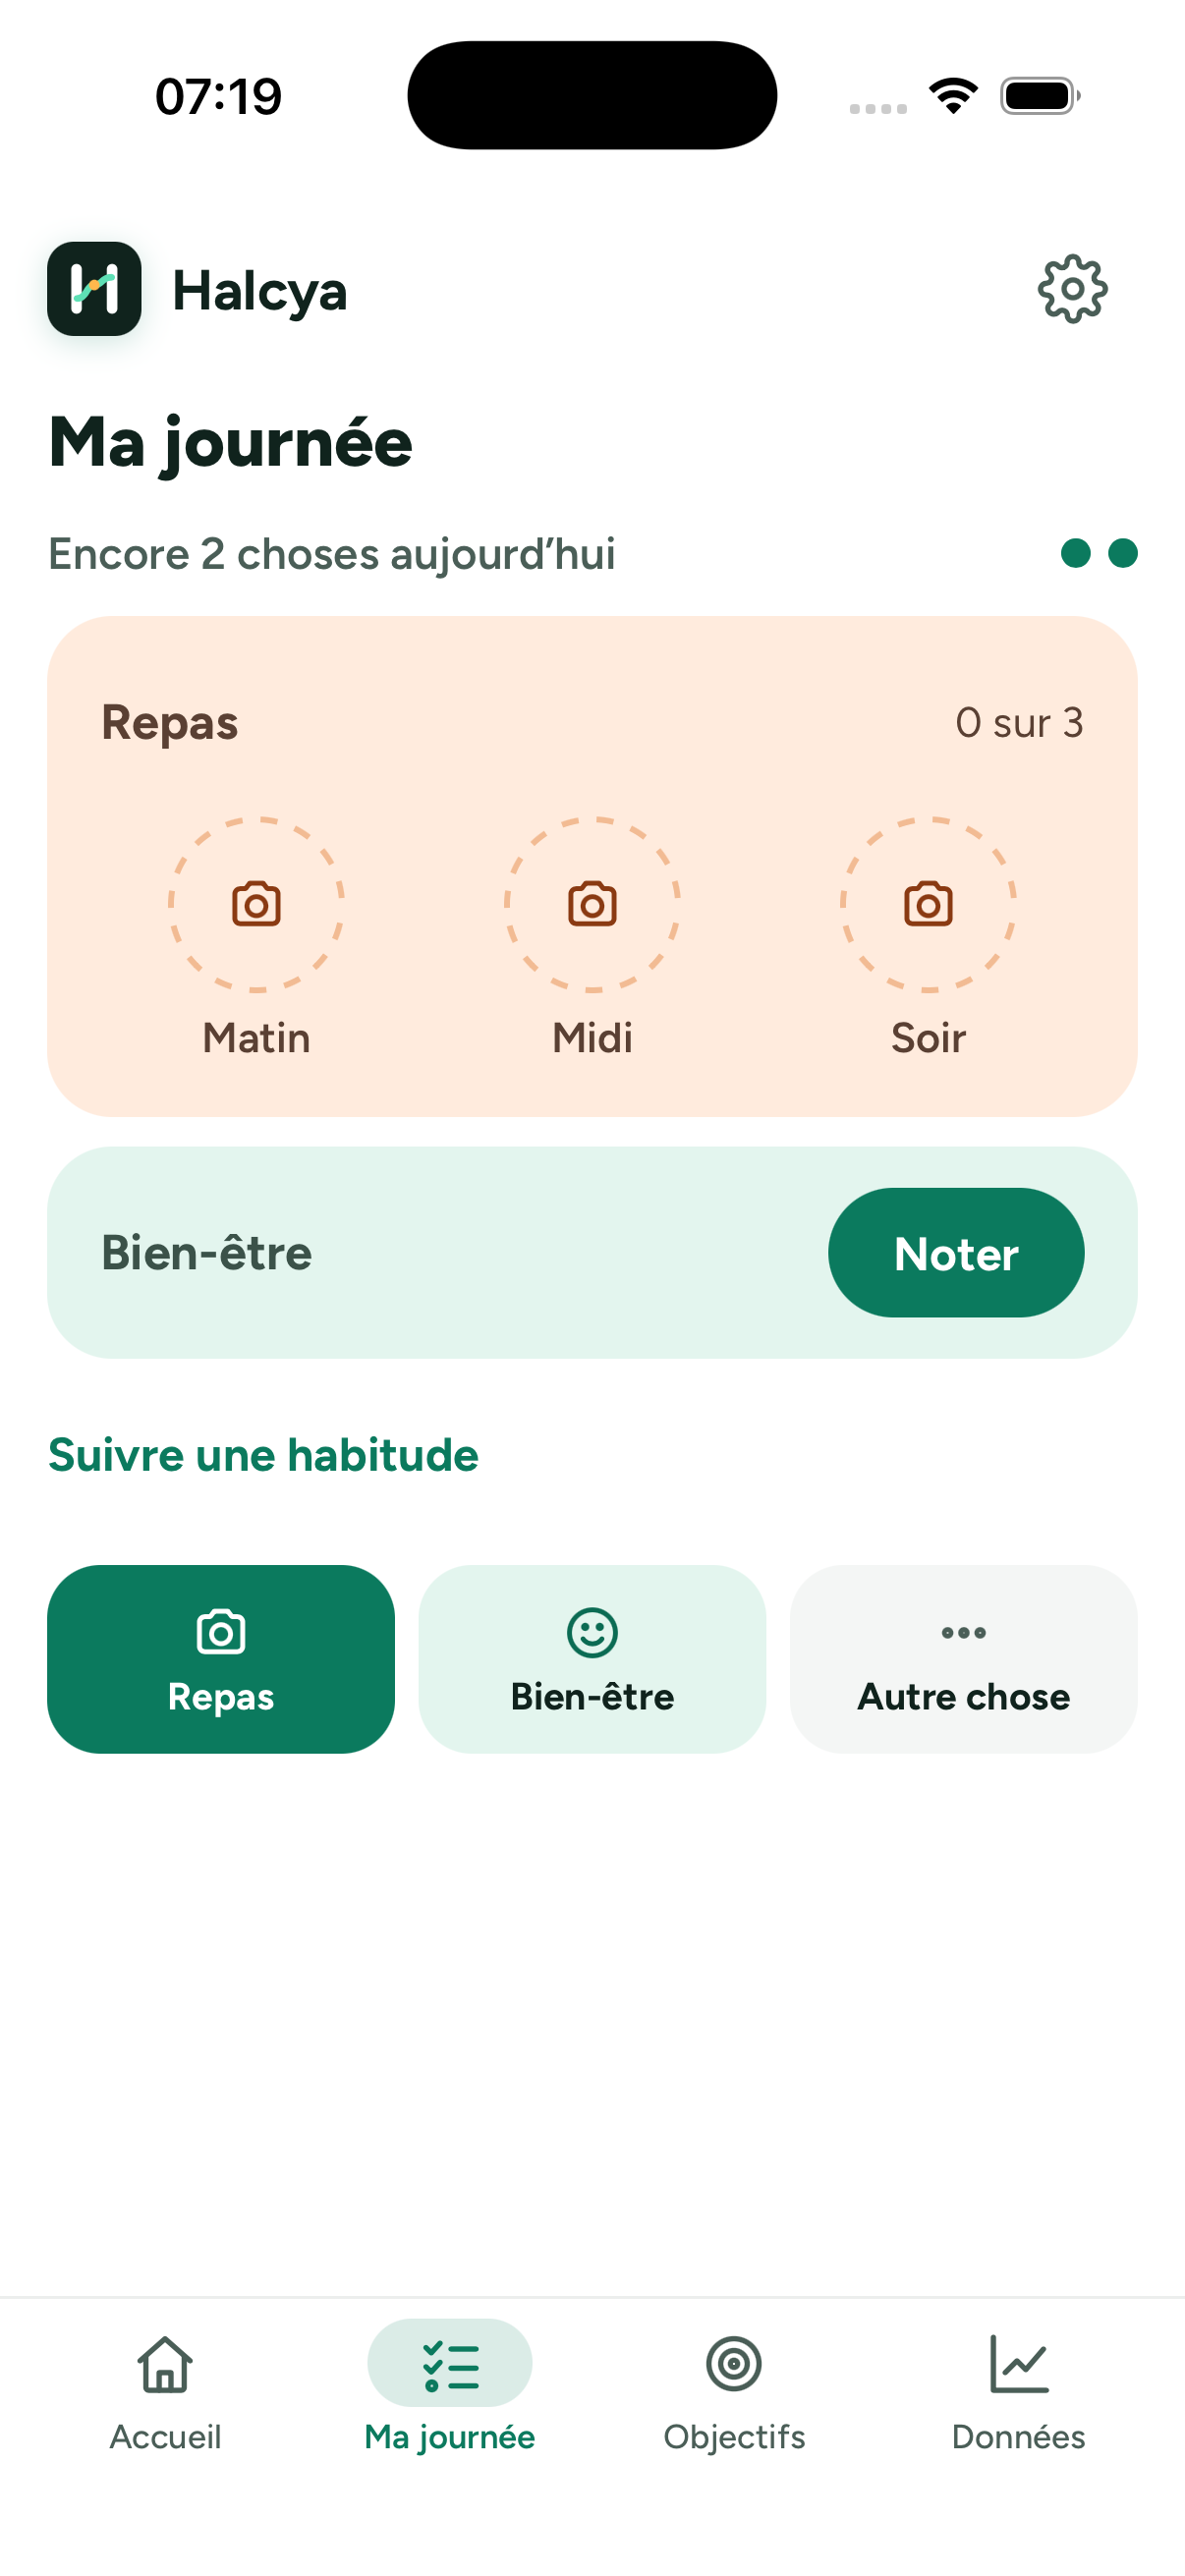 07:19
Halcya
Ma journée
Encore 2 choses aujourd’hui
Repas
0 sur 3
Matin
Midi
Soir
Bien-être
Noter
Suivre une habitude
Repas
Bien-être
Autre chose
Accueil
Ma journée
Objectifs
Données